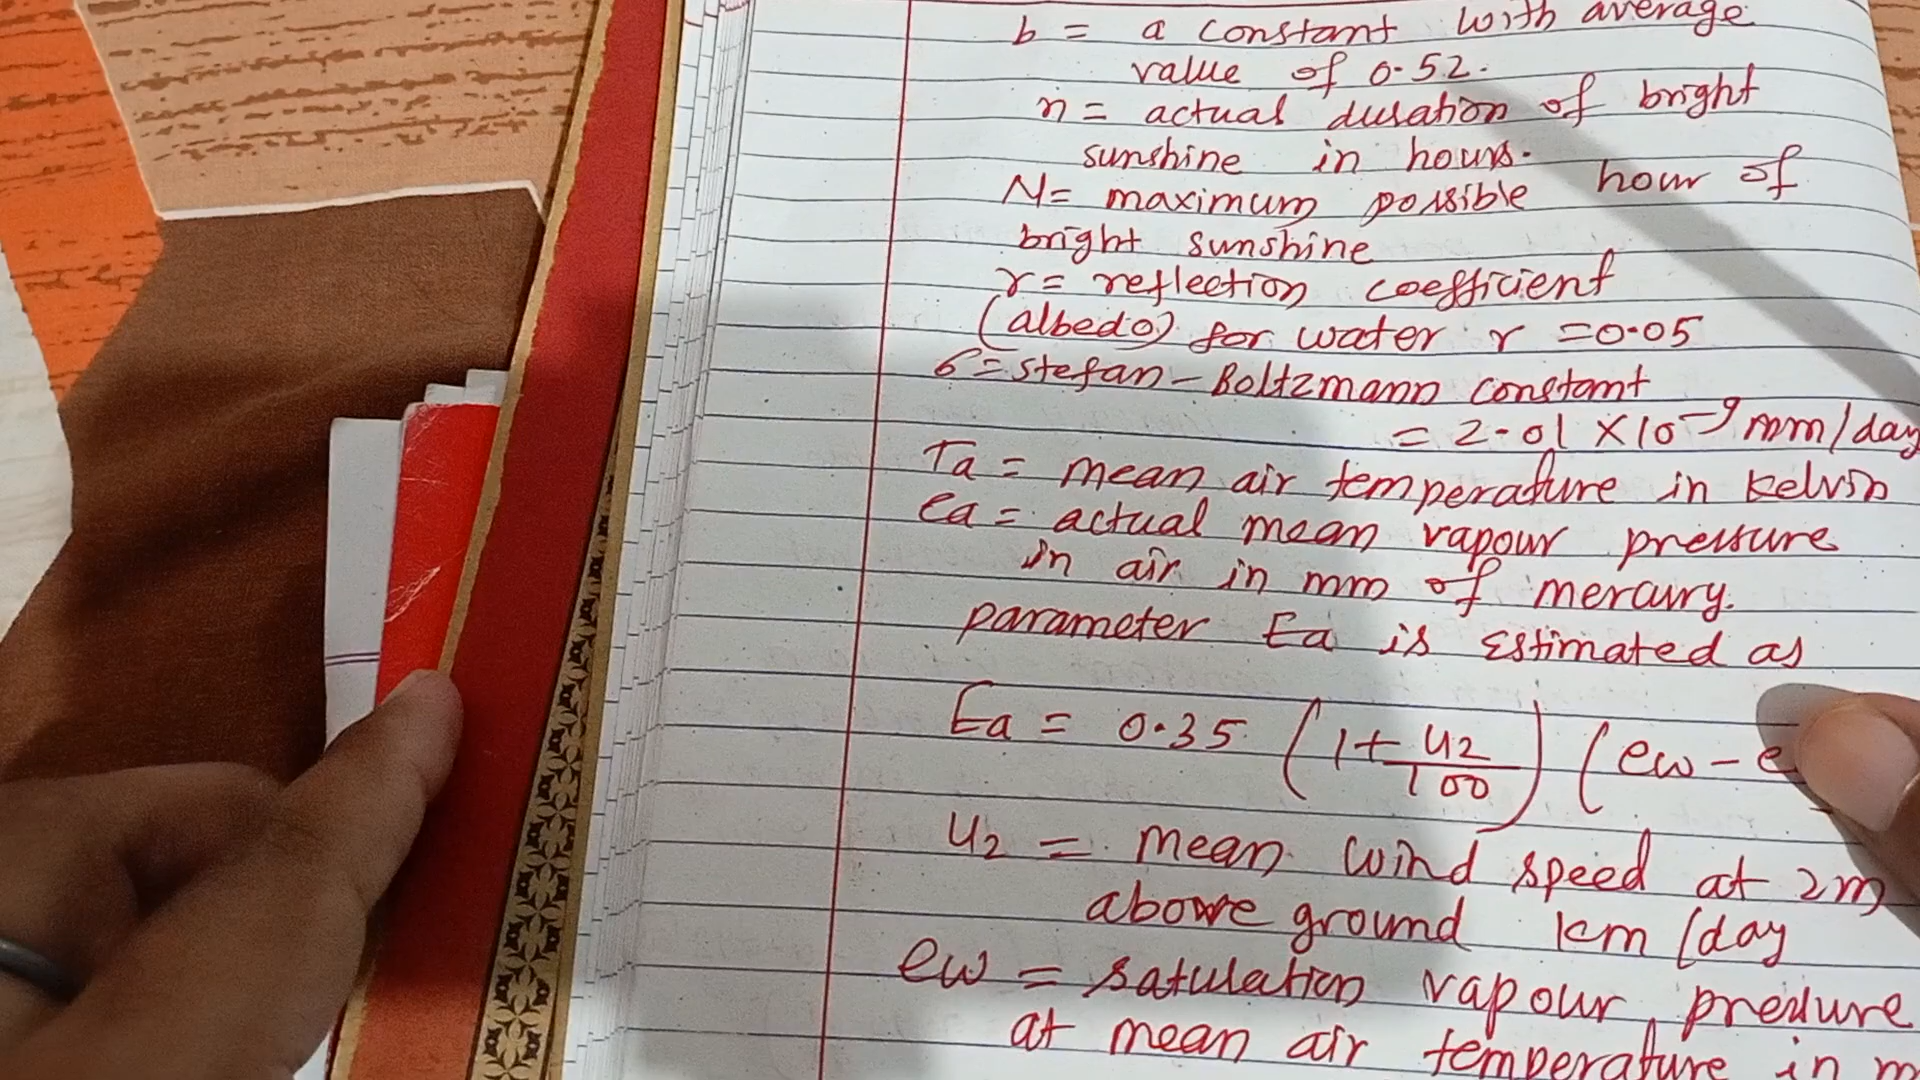 b = a constant with average
value of 0.52.
n = actual duration of bright
sunshine in hours.
N = maximum possible hour of
bright sunshine
r = reflection coefficient
(albedo) for water r = 0.05
σ = Stefan - Boltzmann constant
= 2.01 × 10⁻⁹ mm/day
Ta = mean air temperature in kelvin
ea = actual mean vapour pressure
in air in mm of mercury.
parameter Ea is Estimated as
Ea = 0.35 (1 + u2/100) (ew - e
u2 = mean wind speed at 2m
above ground km/day
ew = satulation vapour pressure
at mean air temperature in m